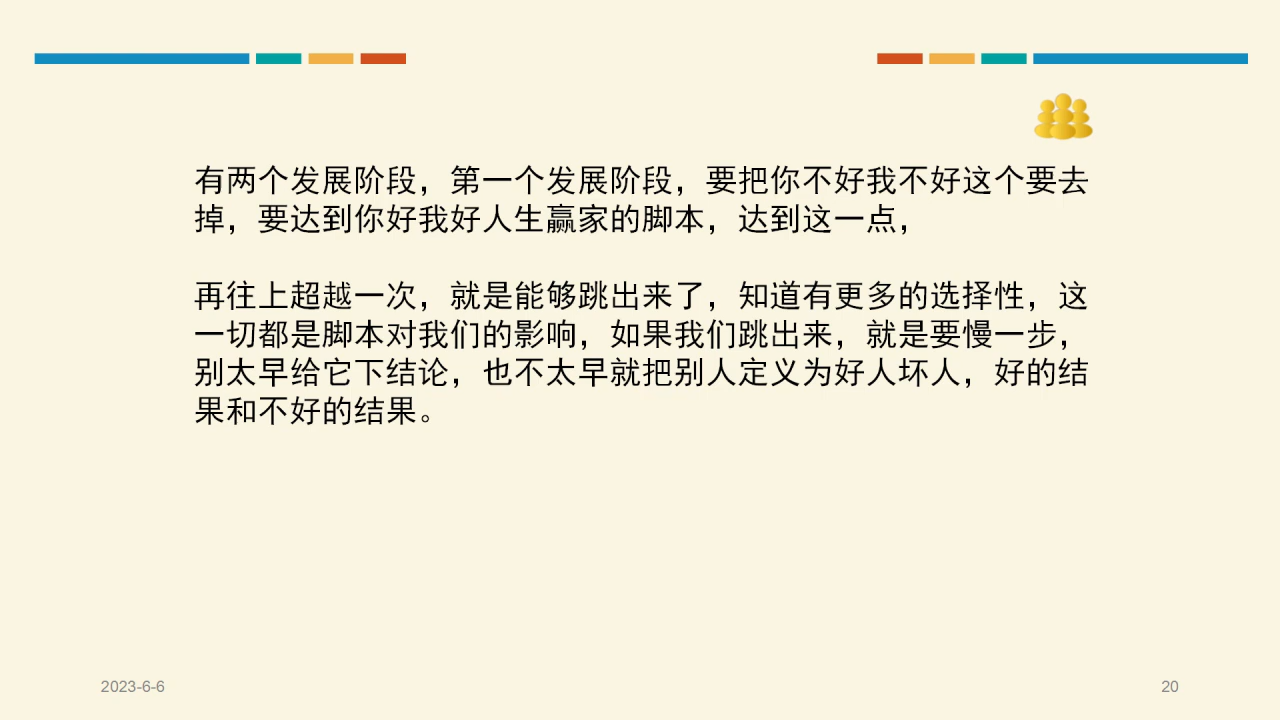 有两个发展阶段，第一个发展阶段，要把你不好我不好这个要去
掉，要达到你好我好人生赢家的脚本，达到这一点，
再往上超越一次，就是能够跳出来了，知道有更多的选择性，这
一切都是脚本对我们的影响，如果我们跳出来，就是要慢一步，
别太早给它下结论，也不太早就把别人定义为好人坏人，好的结
果和不好的结果。
2023-6-6
20